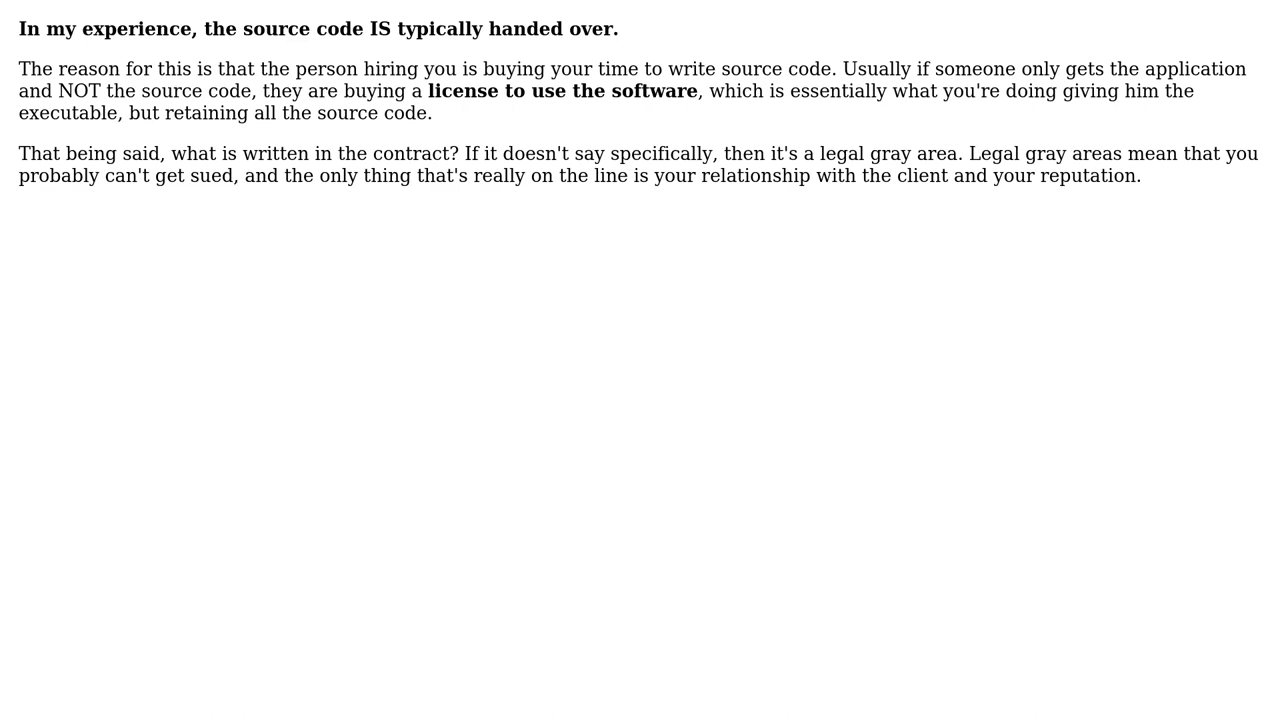 In my experience, the source code IS typically handed over.
The reason for this is that the person hiring you is buying your time to write source code. Usually if someone only gets the application
and NOT the source code, they are buying a license to use the software, which is essentially what you're doing giving him the
executable, but retaining all the source code.
That being said, what is written in the contract? If it doesn't say specifically, then it's a legal gray area. Legal gray areas mean that you
probably can't get sued, and the only thing that's really on the line is your relationship with the client and your reputation.